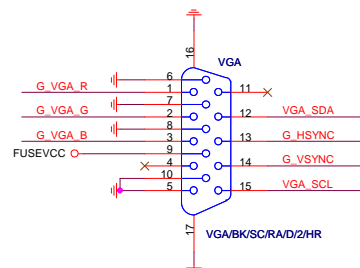 16
VGA
6
G_VGA_R
1
11
7
G_VGA_G
2
12
VGA_SDA
8
G_VGA_B
3
13
G_HSYNC
FUSEVCC
9
4
14
G_VSYNC
10
5
15
VGA_SCL
17
VGA/BK/SC/RA/D/2/HR